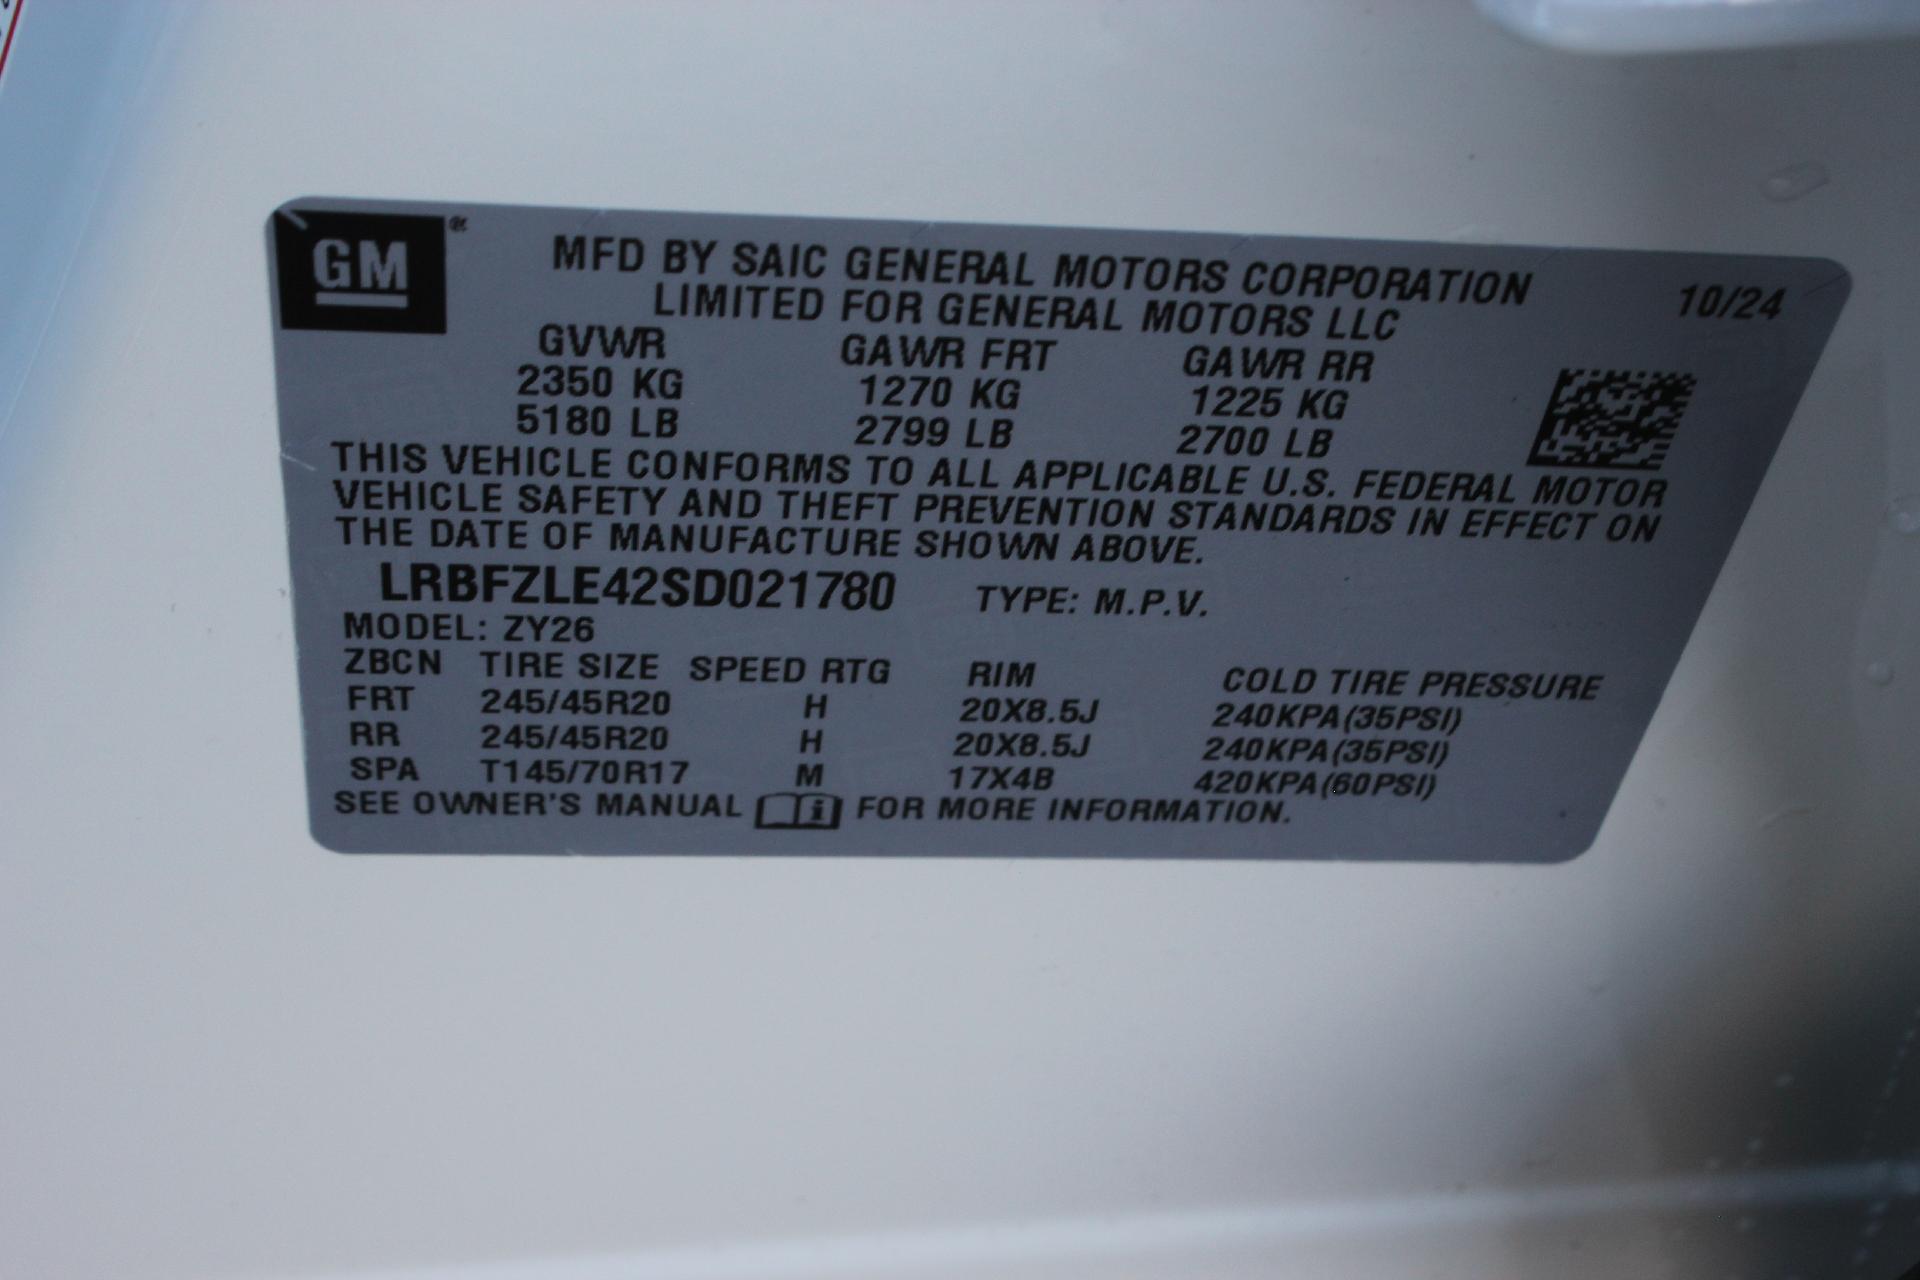 GM
MFD BY SAIC GENERAL MOTORS CORPORATION
LIMITED FOR GENERAL MOTORS LLC
10/24
GVWR GAWR FRT GAWR RR
2350 KG 1270 KG 1225 KG
5180 LB 2799 LB 2700 LB
THIS VEHICLE CONFORMS TO ALL APPLICABLE U.S. FEDERAL MOTOR
VEHICLE SAFETY AND THEFT PREVENTION STANDARDS IN EFFECT ON
THE DATE OF MANUFACTURE SHOWN ABOVE.
LRBFZLE42SD021780 TYPE: M.P.V.
MODEL: ZY26
ZBCN TIRE SIZE SPEED RTG RIM COLD TIRE PRESSURE
FRT 245/45R20 H 20X8.5J 240KPA(35PSI)
RR 245/45R20 H 20X8.5J 240KPA(35PSI)
SPA T145/70R17 M 17X4B 420KPA(60PSI)
SEE OWNER'S MANUAL FOR MORE INFORMATION.